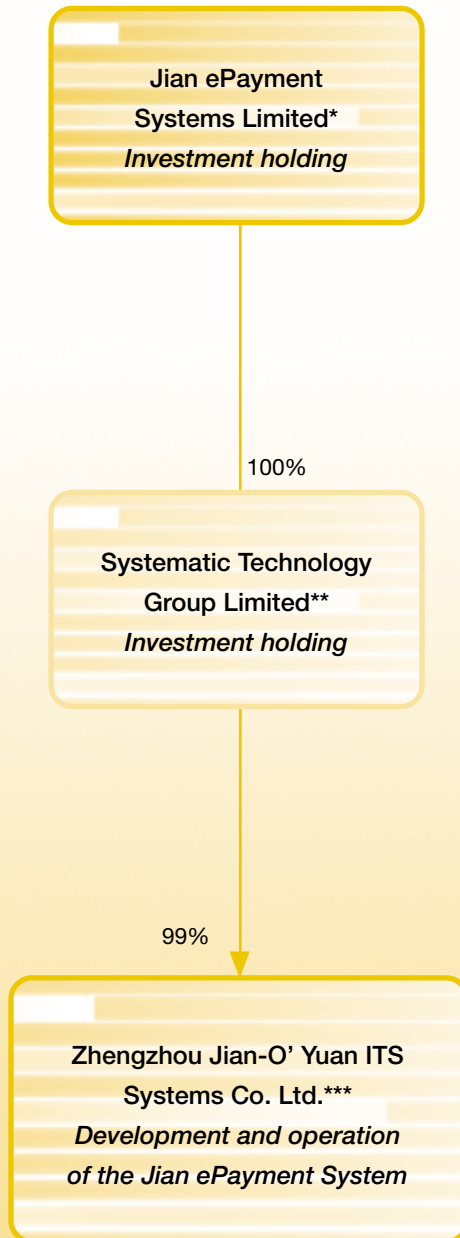 Jian ePayment
Systems Limited*
Investment holding
100%
Systematic Technology
Group Limited**
Investment holding
99%
Zhengzhou Jian-O’ Yuan ITS
Systems Co. Ltd.***
Development and operation
of the Jian ePayment System